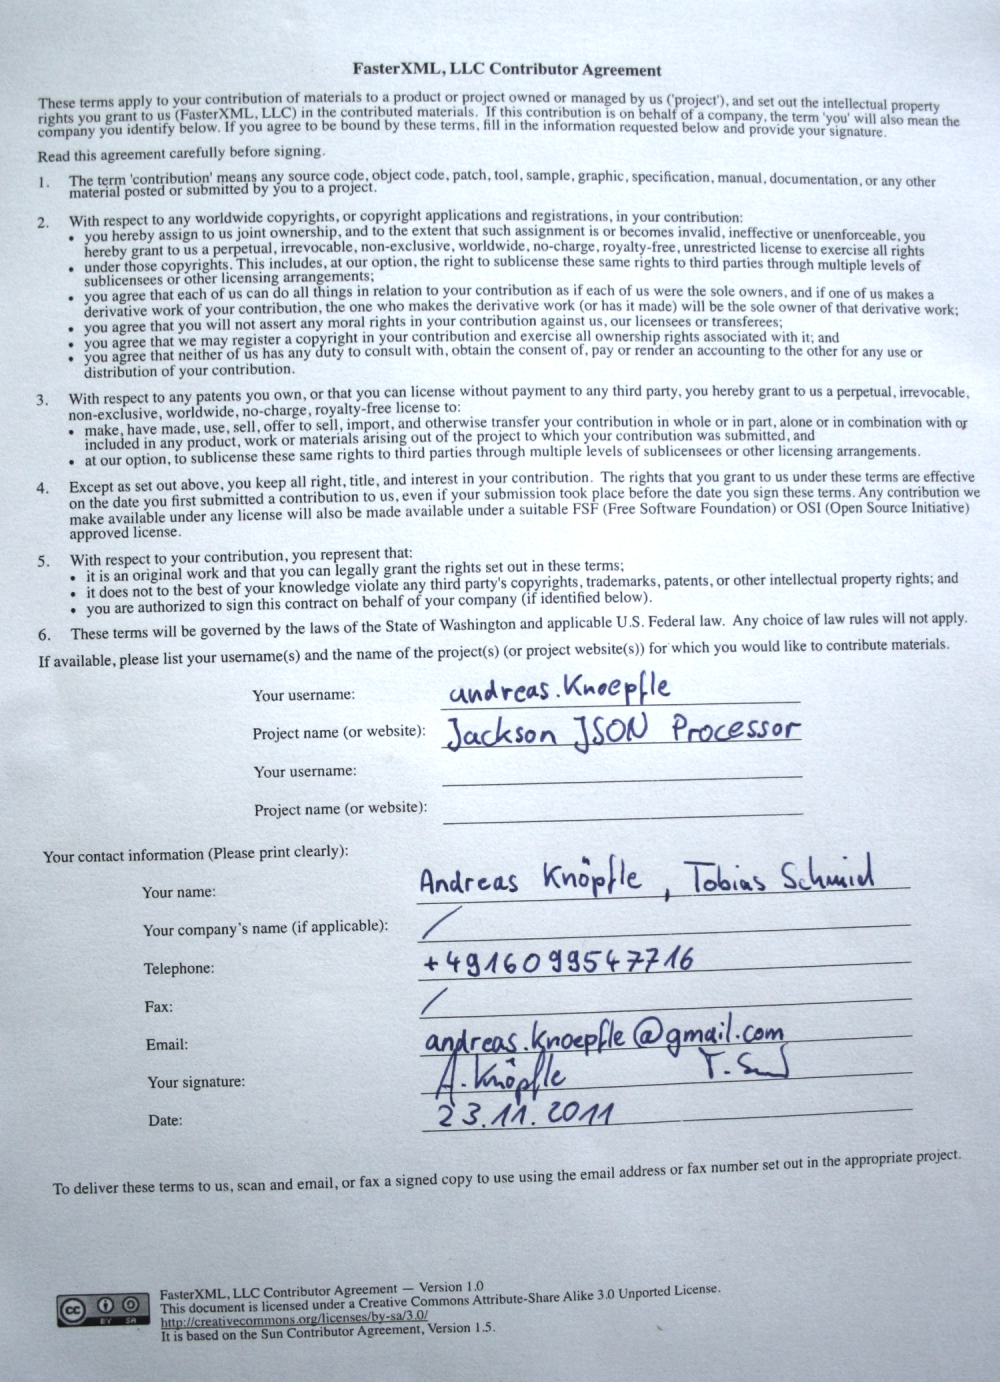 FasterXML, LLC Contributor Agreement
These terms apply to your contribution of materials to a product or project owned or managed by us ('project'), and set out the intellectual property
rights you grant to us (FasterXML, LLC) in the contributed materials. If this contribution is on behalf of a company, the term 'you' will also mean the
company you identify below. If you agree to be bound by these terms, fill in the information requested below and provide your signature.
Read this agreement carefully before signing.
1. The term 'contribution' means any source code, object code, patch, tool, sample, graphic, specification, manual, documentation, or any other
material posted or submitted by you to a project.
2. With respect to any worldwide copyrights, or copyright applications and registrations, in your contribution:
• you hereby assign to us joint ownership, and to the extent that such assignment is or becomes invalid, ineffective or unenforceable, you
hereby grant to us a perpetual, irrevocable, non-exclusive, worldwide, no-charge, royalty-free, unrestricted license to exercise all rights
• under those copyrights. This includes, at our option, the right to sublicense these same rights to third parties through multiple levels of
sublicensees or other licensing arrangements;
• you agree that each of us can do all things in relation to your contribution as if each of us were the sole owners, and if one of us makes a
derivative work of your contribution, the one who makes the derivative work (or has it made) will be the sole owner of that derivative work;
• you agree that you will not assert any moral rights in your contribution against us, our licensees or transferees;
• you agree that we may register a copyright in your contribution and exercise all ownership rights associated with it; and
• you agree that neither of us has any duty to consult with, obtain the consent of, pay or render an accounting to the other for any use or
distribution of your contribution.
3. With respect to any patents you own, or that you can license without payment to any third party, you hereby grant to us a perpetual, irrevocable,
non-exclusive, worldwide, no-charge, royalty-free license to:
• make, have made, use, sell, offer to sell, import, and otherwise transfer your contribution in whole or in part, alone or in combination with or
included in any product, work or materials arising out of the project to which your contribution was submitted, and
• at our option, to sublicense these same rights to third parties through multiple levels of sublicensees or other licensing arrangements.
4. Except as set out above, you keep all right, title, and interest in your contribution. The rights that you grant to us under these terms are effective
on the date you first submitted a contribution to us, even if your submission took place before the date you sign these terms. Any contribution we
make available under any license will also be made available under a suitable FSF (Free Software Foundation) or OSI (Open Source Initiative)
approved license.
5. With respect to your contribution, you represent that:
• it is an original work and that you can legally grant the rights set out in these terms;
• it does not to the best of your knowledge violate any third party's copyrights, trademarks, patents, or other intellectual property rights; and
• you are authorized to sign this contract on behalf of your company (if identified below).
6. These terms will be governed by the laws of the State of Washington and applicable U.S. Federal law. Any choice of law rules will not apply.
If available, please list your username(s) and the name of the project(s) (or project website(s)) for which you would like to contribute materials.
Your username: andreas.Knoepfle
Project name (or website): Jackson JSON Processor
Your username:
Project name (or website):
Your contact information (Please print clearly):
Your name: Andreas Knöpfle, Tobias Schmid
Your company's name (if applicable): /
Telephone: +4916099547716
Fax: /
Email: andreas.Knoepfle@gmail.com
Your signature: A. Knöpfle
Date: 23.11.2011
To deliver these terms to us, scan and email, or fax a signed copy to use using the email address or fax number set out in the appropriate project.
FasterXML, LLC Contributor Agreement — Version 1.0
This document is licensed under a Creative Commons Attribute-Share Alike 3.0 Unported License.
http://creativecommons.org/licenses/by-sa/3.0/
It is based on the Sun Contributor Agreement, Version 1.5.
cc BY SA